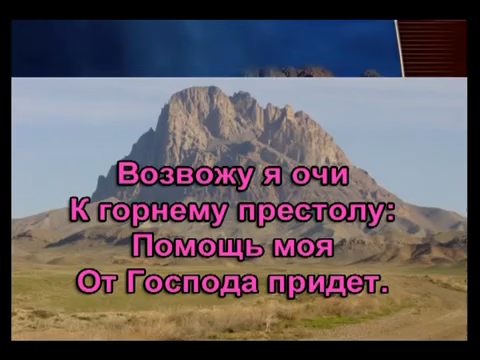 Возвожу я очи
К горнему престолу:
Помощь моя
От Господа придет.